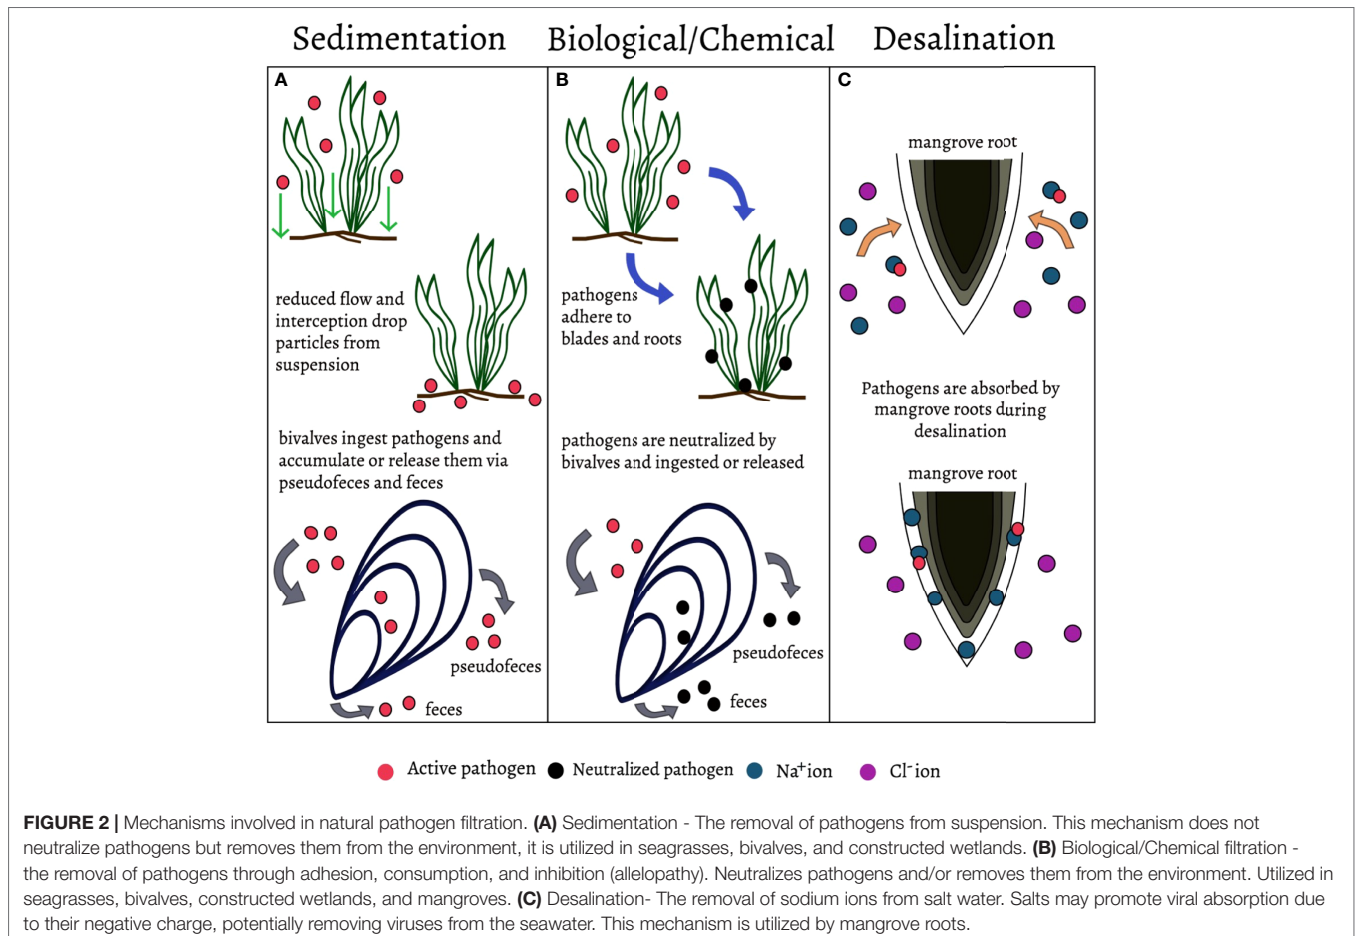 Sedimentation
Biological/Chemical
Desalination
A
reduced flow and
interception drop
particles from
suspension
bivalves ingest pathogens and
accumulate or release them via
pseudofeces and feces
pseudofeces
feces
B
pathogens
adhere to
blades and roots
pathogens are neutralized by
bivalves and ingested or released
pseudofeces
feces
C
mangrove root
Pathogens are absorbed by
mangrove roots during
desalination
mangrove root
Active pathogen
Neutralized pathogen
Na+ion
Cl-ion
FIGURE 2 | Mechanisms involved in natural pathogen filtration. (A) Sedimentation - The removal of pathogens from suspension. This mechanism does not
neutralize pathogens but removes them from the environment, it is utilized in seagrasses, bivalves, and constructed wetlands. (B) Biological/Chemical filtration -
the removal of pathogens through adhesion, consumption, and inhibition (allelopathy). Neutralizes pathogens and/or removes them from the environment. Utilized in
seagrasses, bivalves, constructed wetlands, and mangroves. (C) Desalination- The removal of sodium ions from salt water. Salts may promote viral absorption due
to their negative charge, potentially removing viruses from the seawater. This mechanism is utilized by mangrove roots.